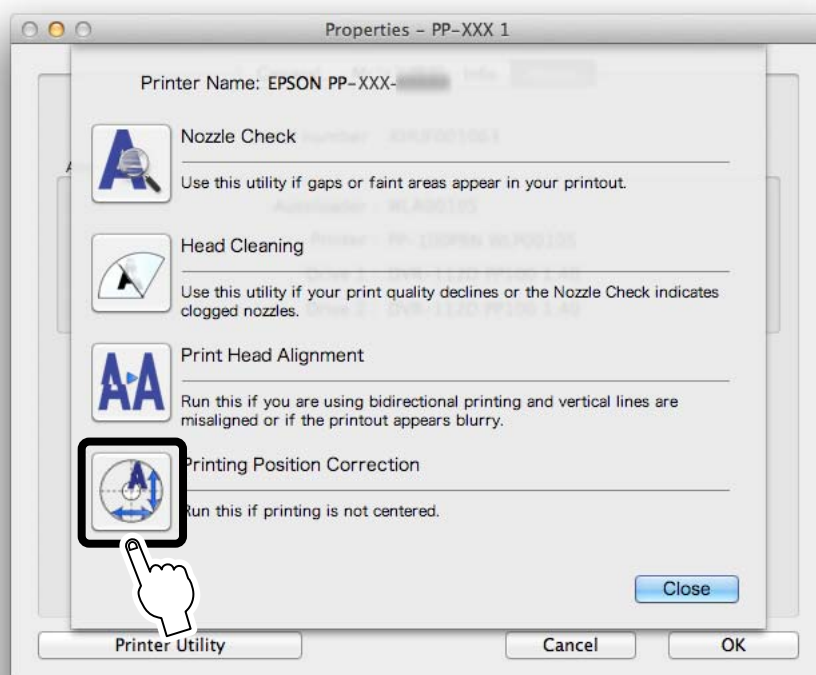 Properties – PP-XXX 1
Printer Name: EPSON PP-XXX-
Nozzle Check
Use this utility if gaps or faint areas appear in your printout.
Head Cleaning
Use this utility if your print quality declines or the Nozzle Check indicates
clogged nozzles.
Print Head Alignment
Run this if you are using bidirectional printing and vertical lines are
misaligned or if the printout appears blurry.
Printing Position Correction
Run this if printing is not centered.
Close
Printer Utility
Cancel
OK